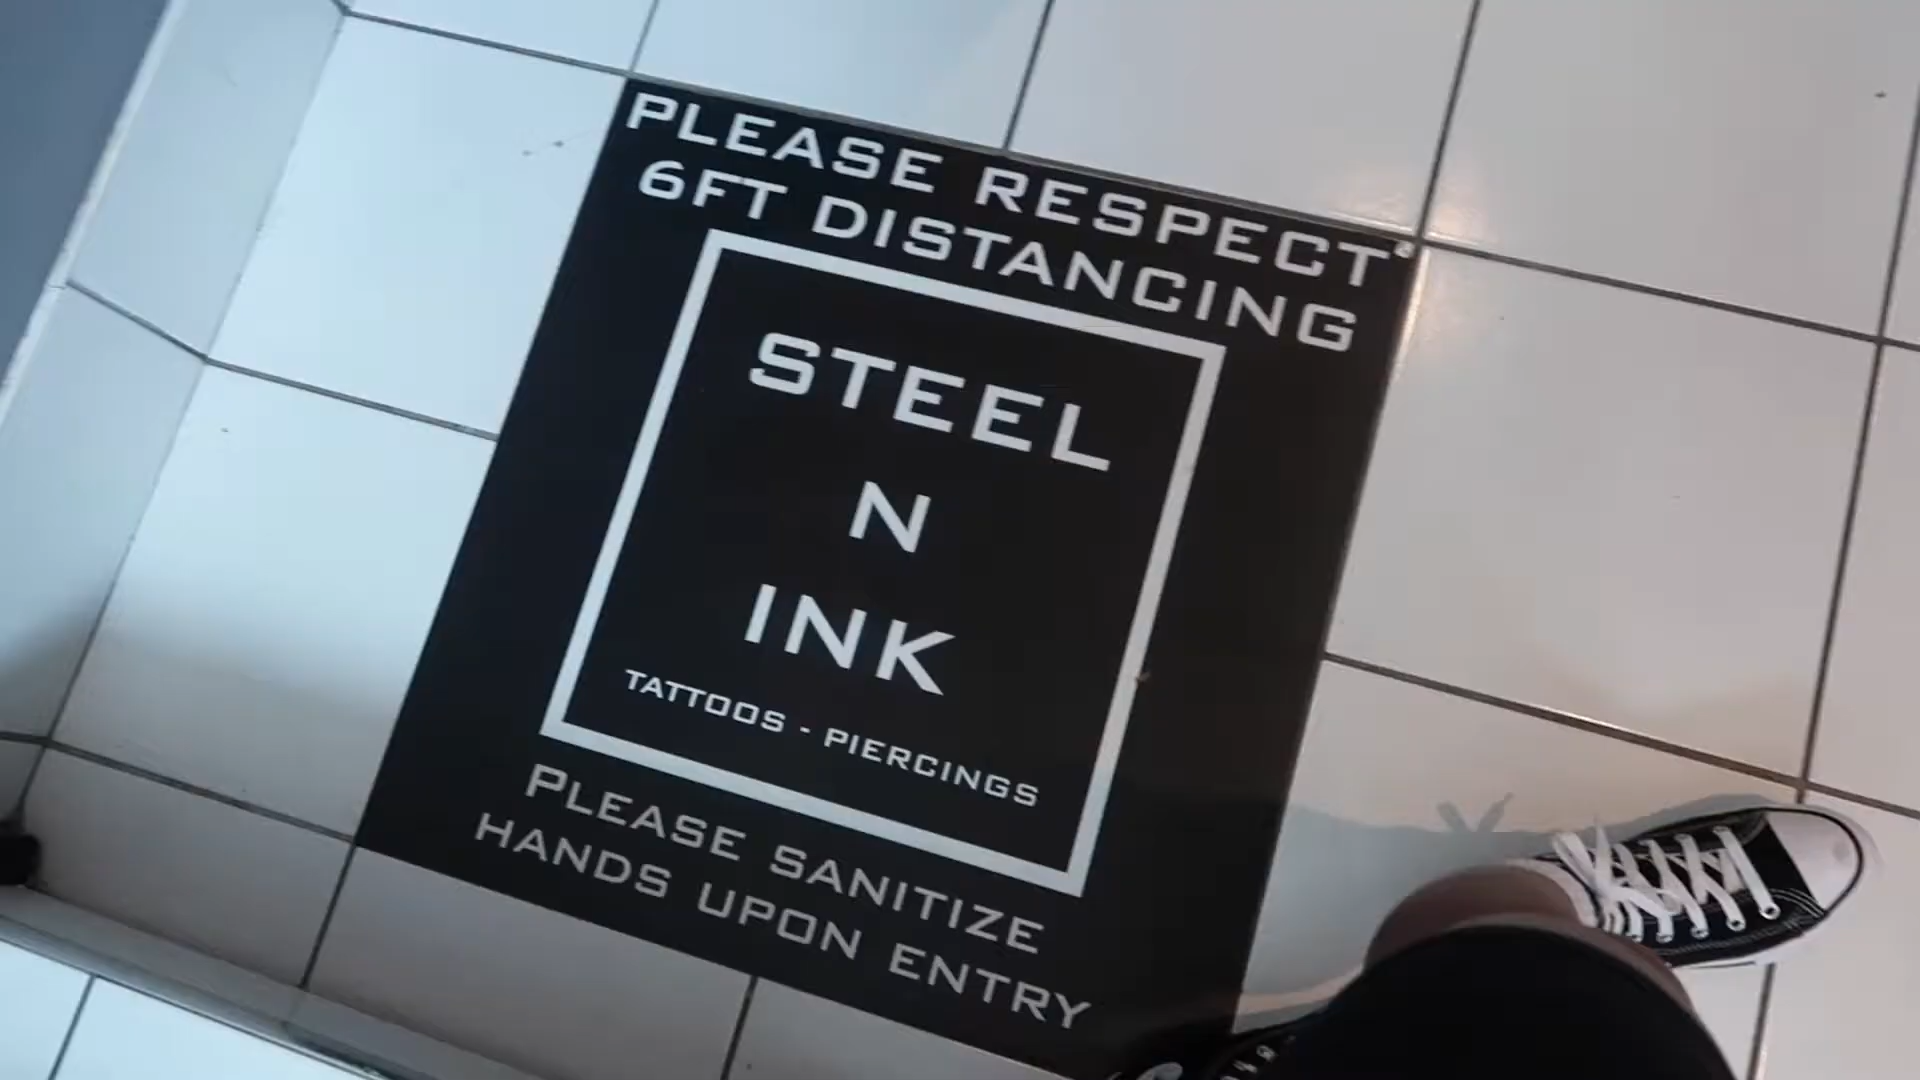 PLEASE RESPECT
6FT DISTANCING
STEEL
N
INK
TATTOOS - PIERCINGS
PLEASE SANITIZE
HANDS UPON ENTRY